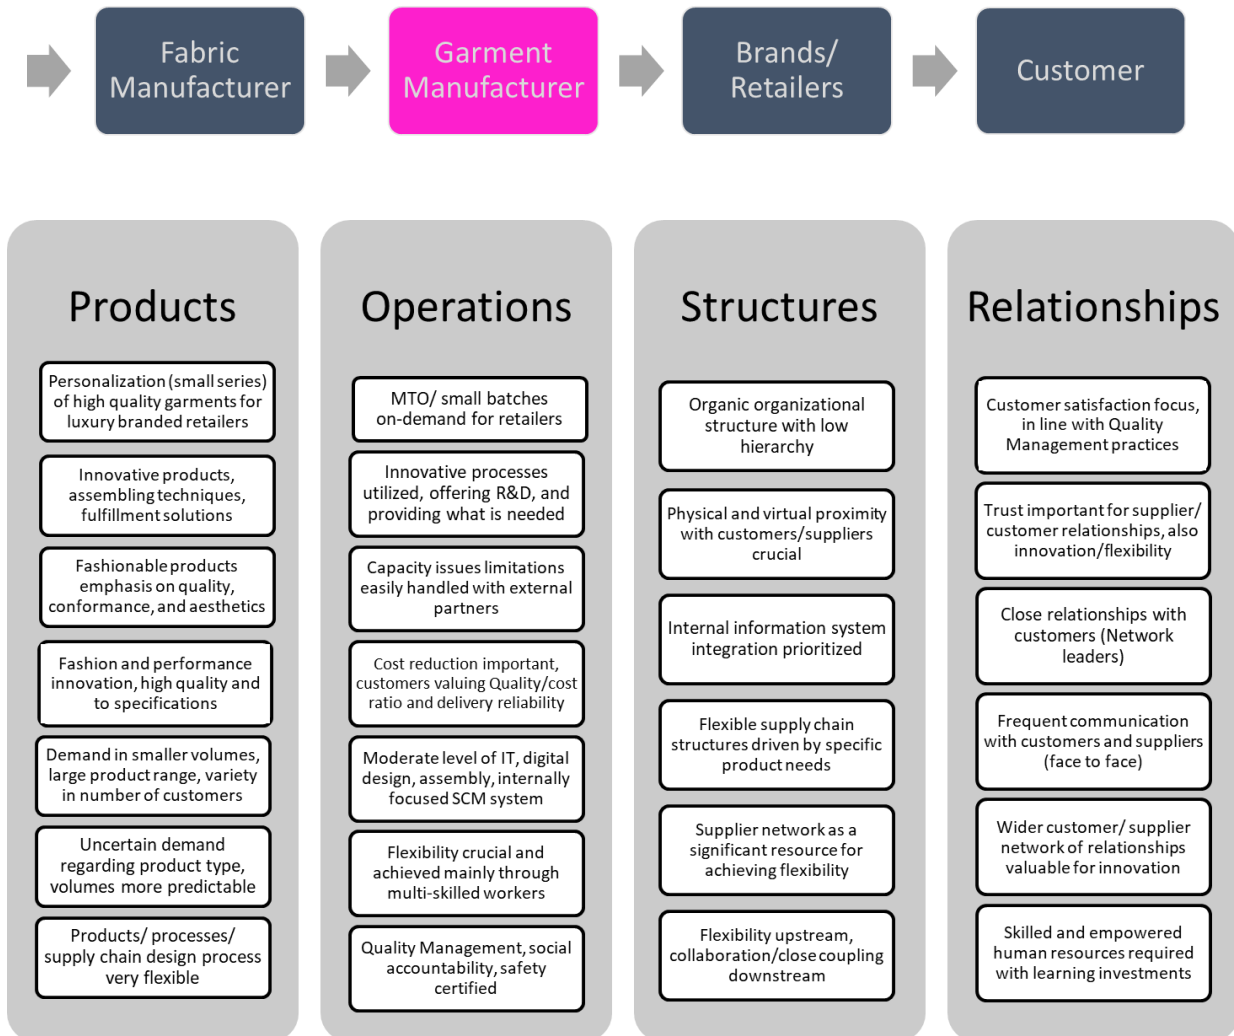 Fabric
Manufacturer
Garment
Manufacturer
Brands/
Retailers
Customer
Products
Personalization (small series)
of high quality garments for
luxury branded retailers
Innovative products,
assembling techniques,
fulfillment solutions
Fashionable products
emphasis on quality,
conformance, and aesthetics
Fashion and performance
innovation, high quality and
to specifications
Demand in smaller volumes,
large product range, variety
in number of customers
Uncertain demand
regarding product type,
volumes more predictable
Products/ processes/
supply chain design process
very flexible
Operations
MTO/ small batches
on-demand for retailers
Innovative processes
utilized, offering R&D, and
providing what is needed
Capacity issues limitations
easily handled with external
partners
Cost reduction important,
customers valuing Quality/cost
ratio and delivery reliability
Moderate level of IT, digital
design, assembly, internally
focused SCM system
Flexibility crucial and
achieved mainly through
multi-skilled workers
Quality Management, social
accountability, safety
certified
Structures
Organic organizational
structure with low
hierarchy
Physical and virtual proximity
with customers/suppliers
crucial
Internal information system
integration prioritized
Flexible supply chain
structures driven by specific
product needs
Supplier network as a
significant resource for
achieving flexibility
Flexibility upstream,
collaboration/close coupling
downstream
Relationships
Customer satisfaction focus,
in line with Quality
Management practices
Trust important for supplier/
customer relationships, also
innovation/flexibility
Close relationships with
customers (Network
leaders)
Frequent communication
with customers and suppliers
(face to face)
Wider customer/ supplier
network of relationships
valuable for innovation
Skilled and empowered
human resources required
with learning investments